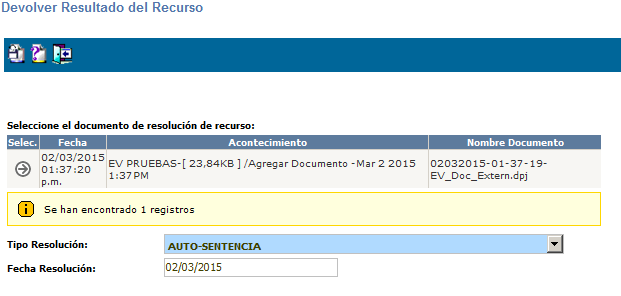 Devolver Resultado del Recurso
Seleccione el documento de resolución de recurso:
Selec. Fecha Acontecimiento Nombre Documento
02/03/2015 01:37:20 p.m. EV PRUEBAS-[ 23,84KB ] /Agregar Documento -Mar 2 2015 1:37PM 02032015-01-37-19-EV_Doc_Extern.dpj
Se han encontrado 1 registros
Tipo Resolución: AUTO-SENTENCIA
Fecha Resolución: 02/03/2015